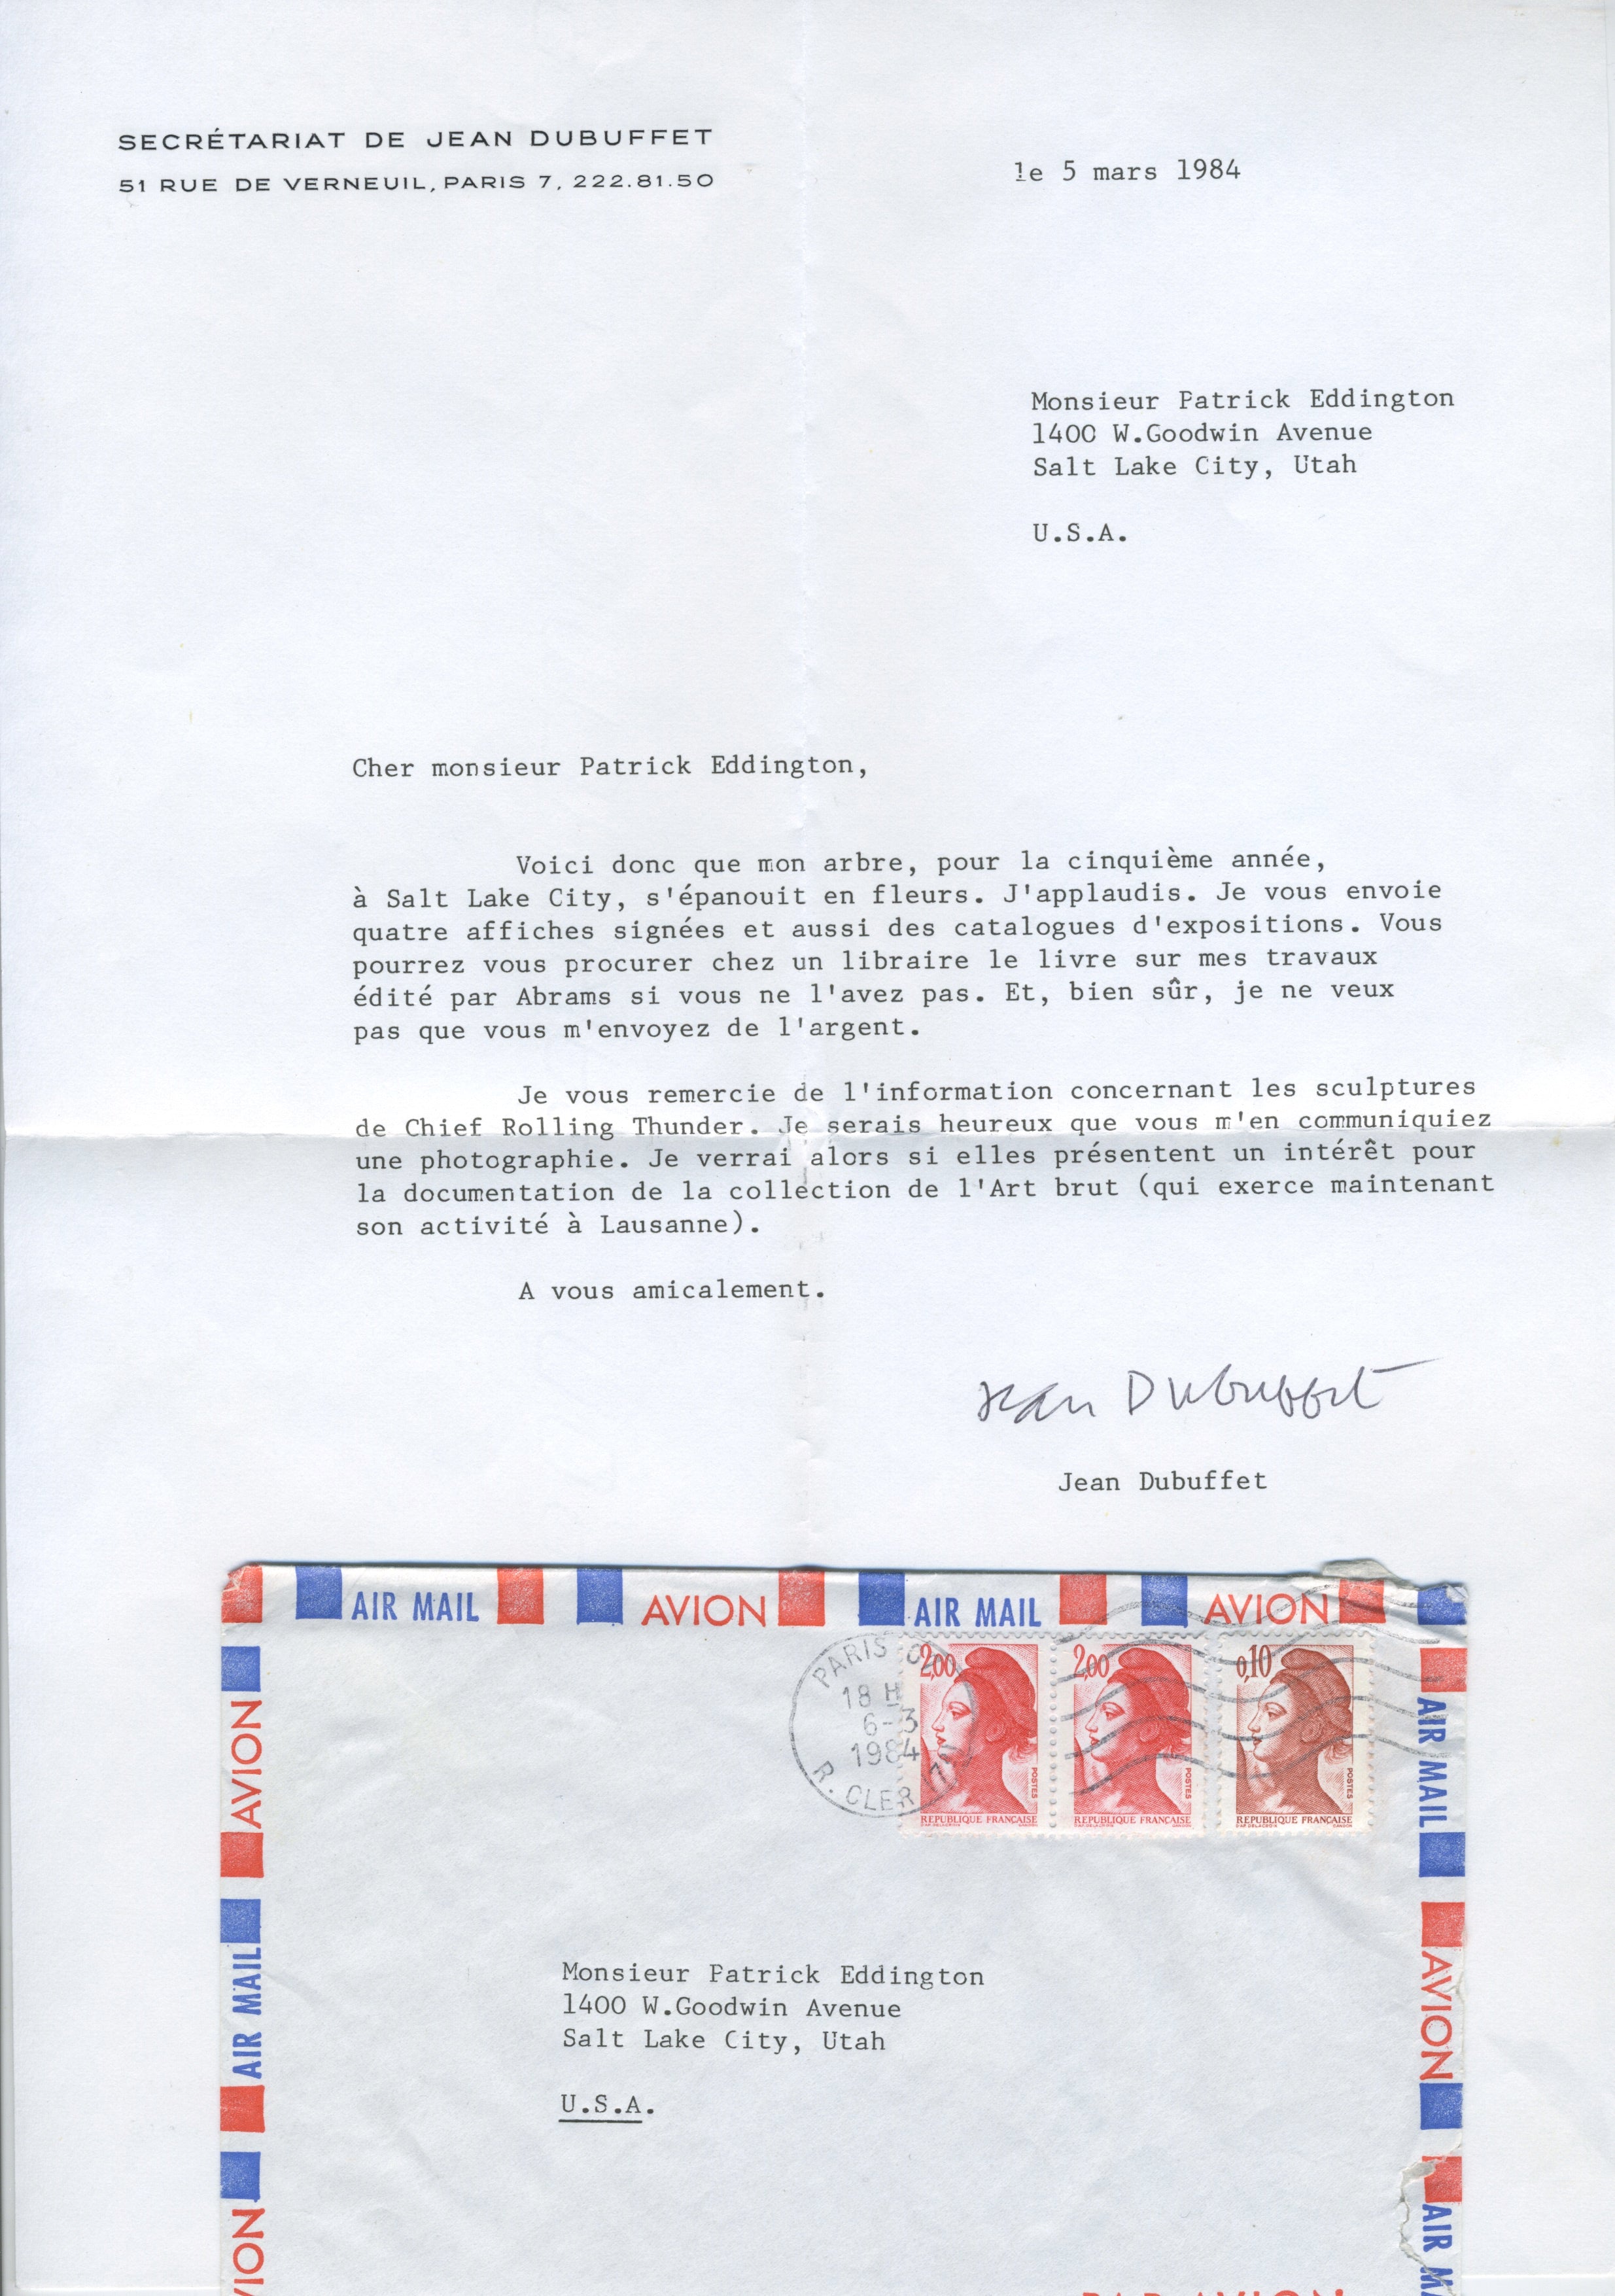 SECRÉTARIAT DE JEAN DUBUFFET
51 RUE DE VERNEUIL, PARIS 7, 222.81.50
le 5 mars 1984
Monsieur Patrick Eddington
1400 W.Goodwin Avenue
Salt Lake City, Utah
U.S.A.
Cher monsieur Patrick Eddington,
Voici donc que mon arbre, pour la cinquième année,
à Salt Lake City, s'épanouit en fleurs. J'applaudis. Je vous envoie
quatre affiches signées et aussi des catalogues d'expositions. Vous
pourrez vous procurer chez un libraire le livre sur mes travaux
édité par Abrams si vous ne l'avez pas. Et, bien sûr, je ne veux
pas que vous m'envoyez de l'argent.
Je vous remercie de l'information concernant les sculptures
de Chief Rolling Thunder. Je serais heureux que vous m'en communiquiez
une photographie. Je verrai alors si elles présentent un intérêt pour
la documentation de la collection de l'Art brut (qui exerce maintenant
son activité à Lausanne).
A vous amicalement.
Jean Dubuffet
Jean Dubuffet
AIR MAIL AVION AIR MAIL AVION
PARIS
18 H
6-3
1984
R. CLER
2,00 2,00 0,10
POSTES POSTES POSTES
REPUBLIQUE FRANÇAISE REPUBLIQUE FRANÇAISE REPUBLIQUE FRANÇAISE
AVION
AIR MAIL
AVION
AIR MAIL
AVION
AIR M
Monsieur Patrick Eddington
1400 W.Goodwin Avenue
Salt Lake City, Utah
U.S.A.
PAR AVION